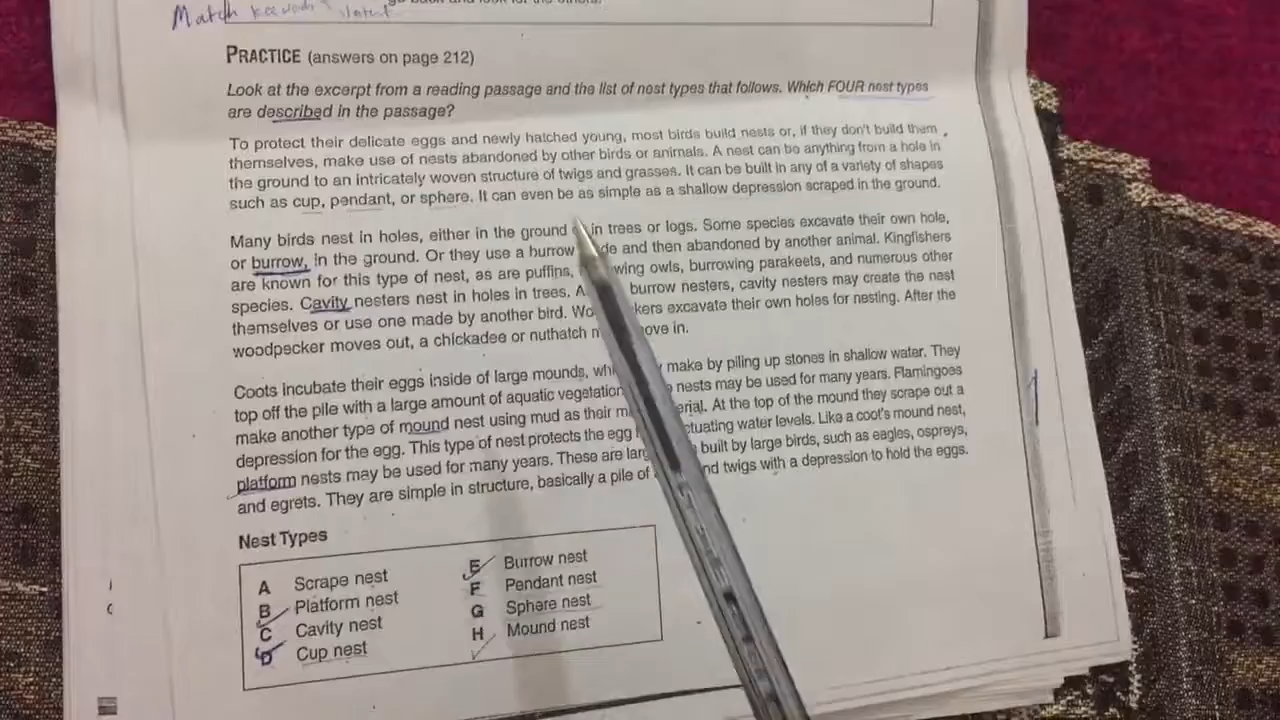 Match
PRACTICE (answers on page 212)
Look at the excerpt from a reading passage and the list of nest types that follows. Which FOUR nest types
are described in the passage?
To protect their delicate eggs and newly hatched young, most birds build nests or, if they don't build them
themselves, make use of nests abandoned by other birds or animals. A nest can be anything from a hole in
the ground to an intricately woven structure of twigs and grasses. It can be built in any of a variety of shapes
such as cup, pendant, or sphere. It can even be as simple as a shallow depression scraped in the ground.
Many birds nest in holes, either in the ground in trees or logs. Some species excavate their own hole,
or burrow, in the ground. Or they use a burrow and then abandoned by another animal. Kingfishers
are known for this type of nest, as are puffins, owls, burrowing parakeets, and numerous other
species. Cavity nesters nest in holes in trees. burrow nesters, cavity nesters may create the nest
themselves or use one made by another bird. excavate their own holes for nesting. After the
woodpecker moves out, a chickadee or nuthatch in.
Coots incubate their eggs inside of large mounds, make by piling up stones in shallow water. They
top off the pile with a large amount of aquatic vegetation nests may be used for many years. Flamingoes
make another type of mound nest using mud as their At the top of the mound they scrape out a
depression for the egg. This type of nest protects the egg water levels. Like a coot's mound nest,
platform nests may be used for many years. These are built by large birds, such as eagles, ospreys,
and egrets. They are simple in structure, basically a pile of twigs with a depression to hold the eggs.
Nest Types
A Scrape nest
B Platform nest
C Cavity nest
D Cup nest
E Burrow nest
F Pendant nest
G Sphere nest
H Mound nest